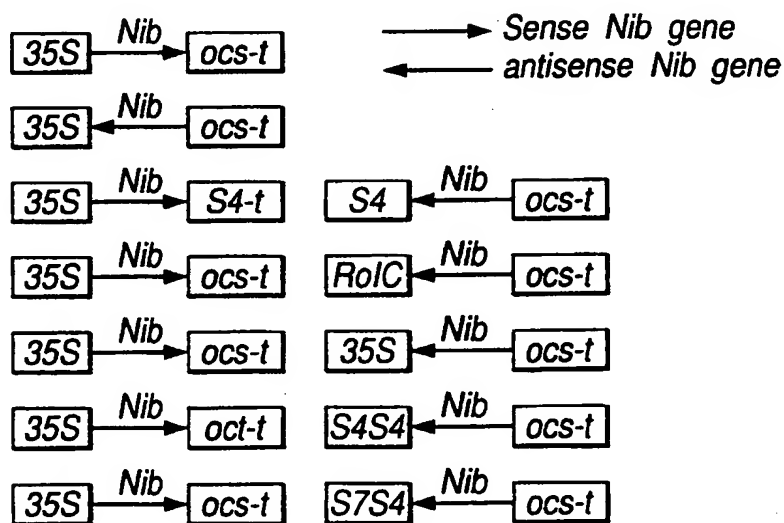 35S Nib ocs-t Sense Nib gene
antisense Nib gene
35S Nib ocs-t
35S Nib S4-t S4 Nib ocs-t
35S Nib ocs-t RolC Nib ocs-t
35S Nib ocs-t 35S Nib ocs-t
35S Nib oct-t S4S4 Nib ocs-t
35S Nib ocs-t S7S4 Nib ocs-t